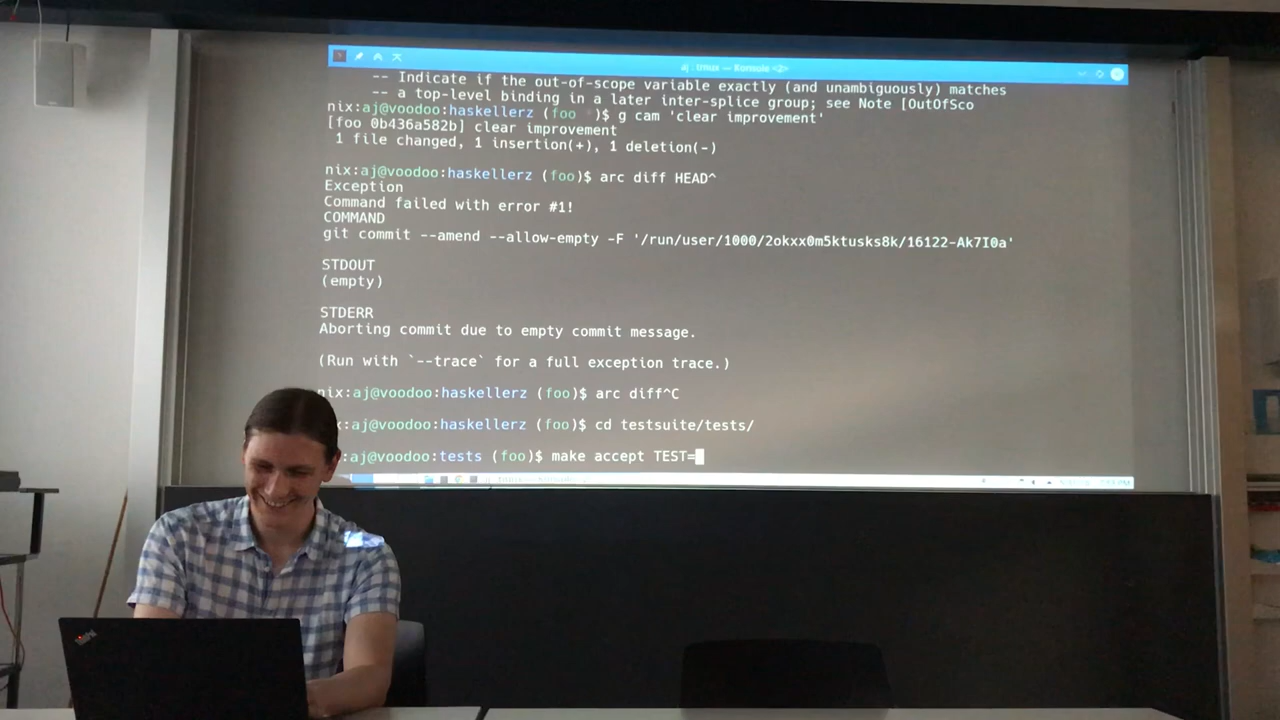 aj : tmux — Konsole <2>
-- Indicate if the out-of-scope variable exactly (and unambiguously) matches
-- a top-level binding in a later inter-splice group; see Note [OutOfSco
nix:aj@voodoo:haskellerz (foo *)$ g cam 'clear improvement'
[foo 0b436a582b] clear improvement
1 file changed, 1 insertion(+), 1 deletion(-)
nix:aj@voodoo:haskellerz (foo)$ arc diff HEAD^
Exception
Command failed with error #1!
COMMAND
git commit --amend --allow-empty -F '/run/user/1000/2okxx0m5ktusks8k/16122-Ak7I0a'
STDOUT
(empty)
STDERR
Aborting commit due to empty commit message.
(Run with `--trace` for a full exception trace.)
nix:aj@voodoo:haskellerz (foo)$ arc diff^C
:aj@voodoo:haskellerz (foo)$ cd testsuite/tests/
:aj@voodoo:tests (foo)$ make accept TEST=